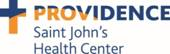 PROVIDENCE
Saint John's
Health Center